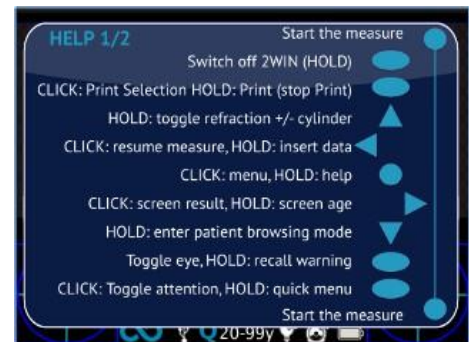 HELP 1/2
Start the measure
Switch off 2WIN (HOLD)
CLICK: Print Selection HOLD: Print (stop Print)
HOLD: toggle refraction +/- cylinder
CLICK: resume measure, HOLD: insert data
CLICK: menu, HOLD: help
CLICK: screen result, HOLD: screen age
HOLD: enter patient browsing mode
Toggle eye, HOLD: recall warning
CLICK: Toggle attention, HOLD: quick menu
Start the measure
20-99y